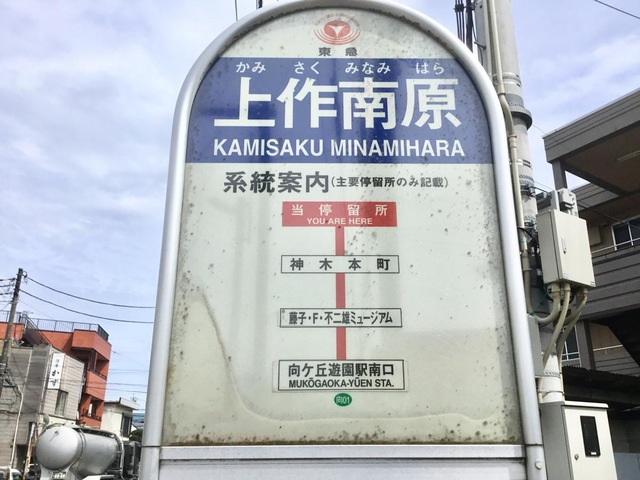 東急
かみ さく みなみ はら
上作南原
KAMISAKU MINAMIHARA
系統案内(主要停留所のみ記載)
当停留所
YOU ARE HERE
神木本町
藤子・F・不二雄ミュージアム
向ケ丘遊園駅南口
MUKŌGAOKA-YŪEN STA.
向01